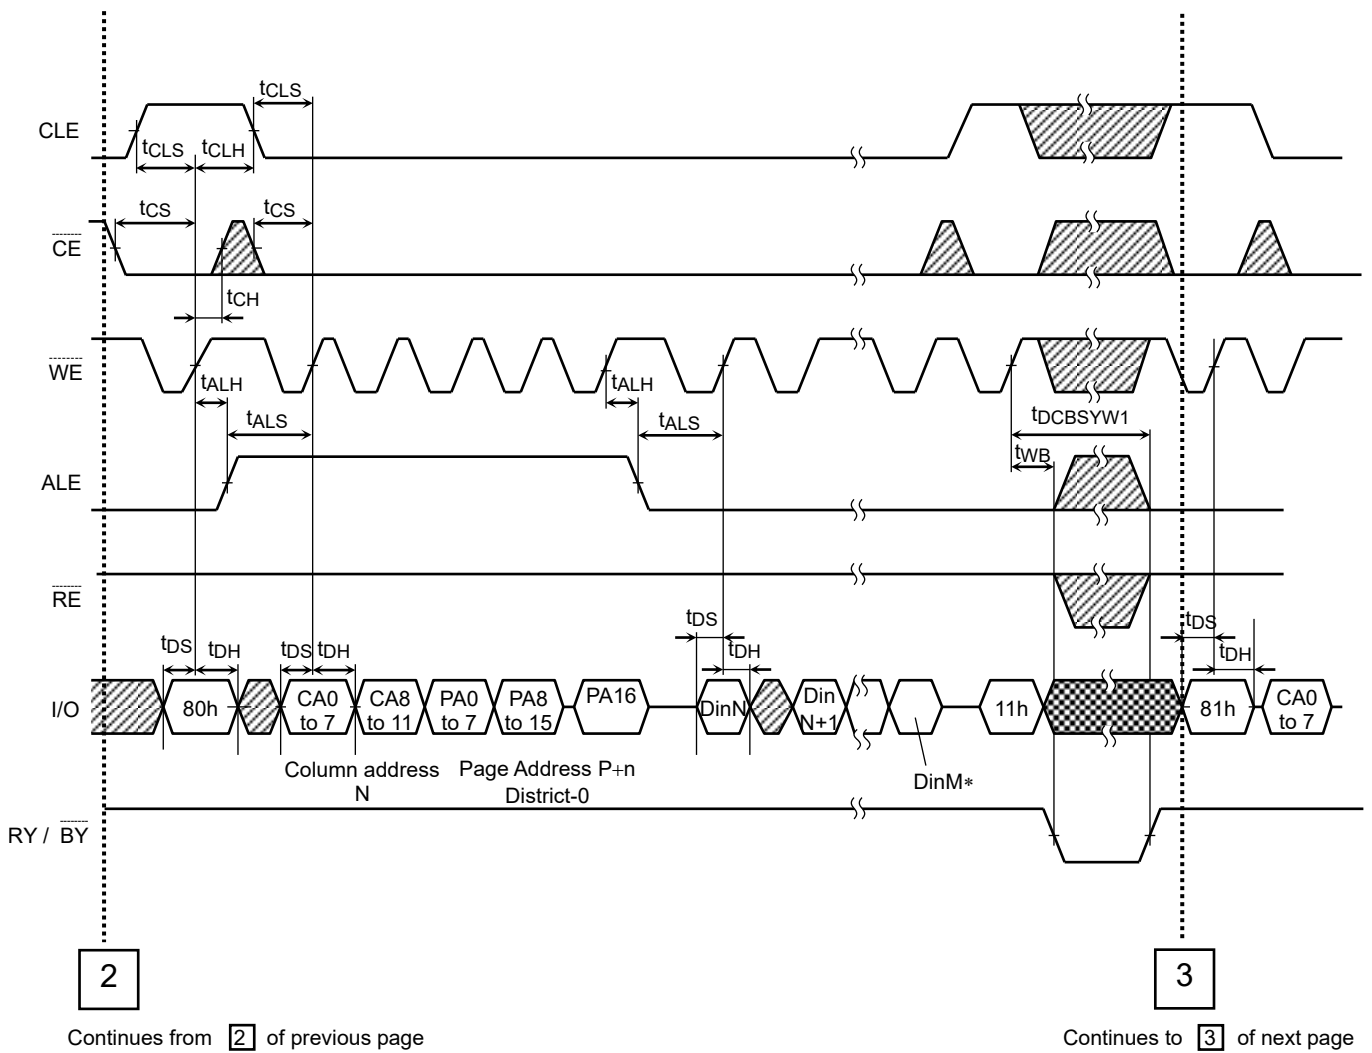 tCLS
CLE
tCLS tCLH
tCS tCS
CE
tCH
WE
tALH tALH
tALS tALS
tDCBSYW1
tWB
ALE
RE
tDS tDH tDS tDH tDS tDH tDS tDH
I/O
80h
CA0 to 7
CA8 to 11
PA0 to 7
PA8 to 15
PA16
DinN
Din N+1
11h
81h
CA0 to 7
DinM*
Column address
N
Page Address P+n
District-0
RY / BY
2
3
Continues from 2 of previous page
Continues to 3 of next page